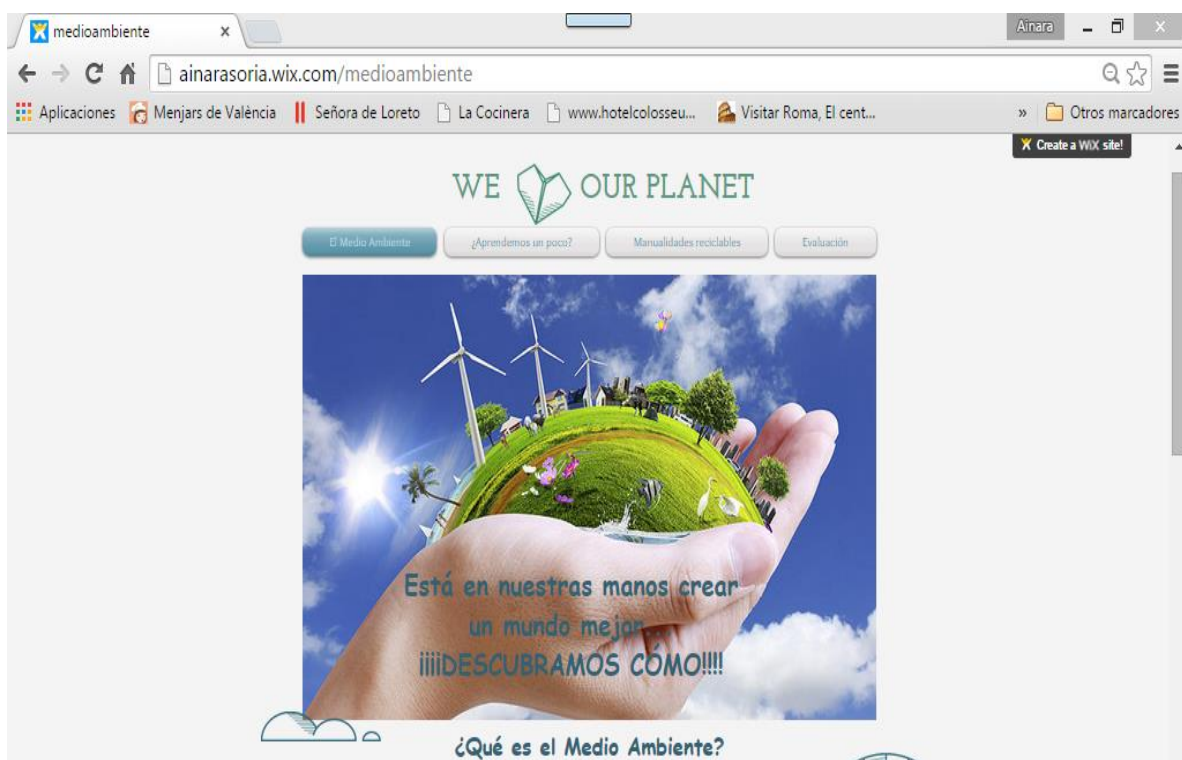 medioambiente
Ainara
ainarasoria.wix.com/medioambiente
Aplicaciones Menjars de València Señora de Loreto La Cocinera www.hotelcolosseu... Visitar Roma, El cent... » Otros marcadores
Create a WiX site!
WE OUR PLANET
El Medio Ambiente ¿Aprendemos un poco? Manualidades reciclables Evaluación
Está en nuestras manos crear
un mundo mejor...
¡¡¡¡DESCUBRAMOS CÓMO!!!!
¿Qué es el Medio Ambiente?